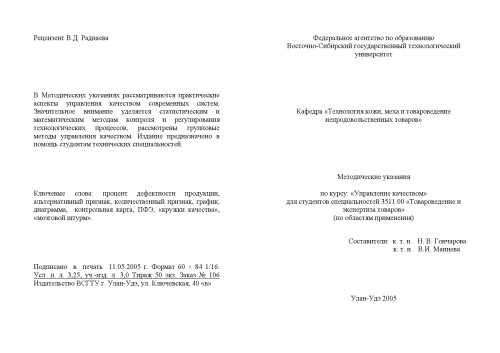 Рецензент В.Д. Раднаева
В Методических указаниях рассматриваются практические
аспекты управления качеством современных систем.
Значительное внимание уделяется статистическим и
математическим методам контроля и регулирования
технологических процессов, рассмотрены групповые
методы управления качеством. Издание предназначено в
помощь студентам технических специальностей.
Ключевые слова: процент дефектности продукции,
альтернативный признак, количественный признак, график,
диаграмма, контрольная карта, ПФЭ, «кружки качества»,
«мозговой штурм».
Подписано в печать 11.05.2005 г. Формат 60 × 84 1/16.
Усл. п. л. 3,25, уч.-изд. л. 3,0 Тираж 50 экз. Заказ № 106
Издательство ВСГТУ г. Улан-Удэ, ул. Ключевская, 40 «в»
Федеральное агентство по образованию
Восточно-Сибирский государственный технологический
университет
Кафедра «Технология кожи, меха и товароведение
непродовольственных товаров»
Методические указания
по курсу: «Управление качеством»
для студентов специальностей 3511.00 «Товароведение и
экспертиза товаров»
(по областям применения)
Составители: к. т. н. Н. В. Гончарова
к. т. н. В.И. Маннева
Улан-Удэ 2005